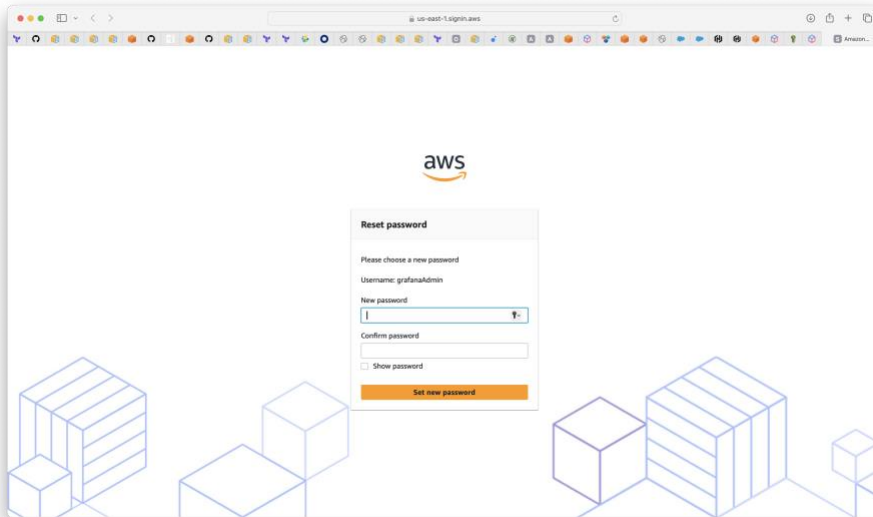 us-east-1.signin.aws
Amazon...
aws
Reset password
Please choose a new password
Username: grafanaAdmin
New password
Confirm password
Show password
Set new password